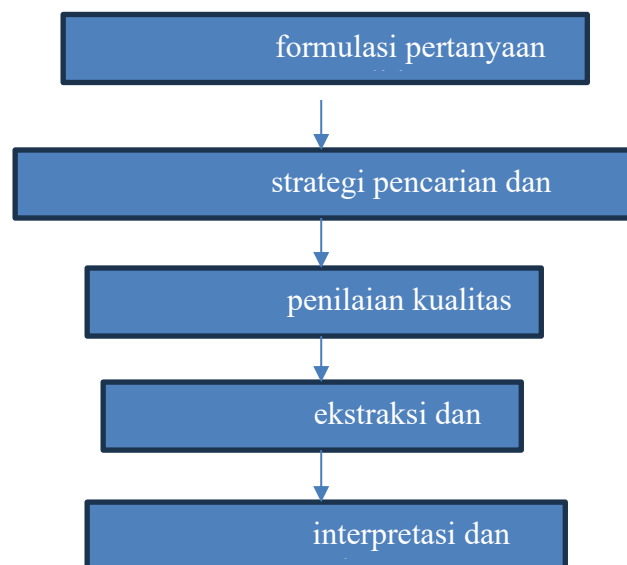 formulasi pertanyaan
strategi pencarian dan
penilaian kualitas
ekstraksi dan
interpretasi dan